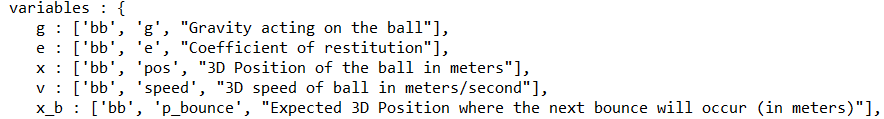 variables : {
g : ['bb', 'g', "Gravity acting on the ball"],
e : ['bb', 'e', "Coefficient of restitution"],
x : ['bb', 'pos', "3D Position of the ball in meters"],
v : ['bb', 'speed', "3D speed of ball in meters/second"],
x_b : ['bb', 'p_bounce', "Expected 3D Position where the next bounce will occur (in meters)"],